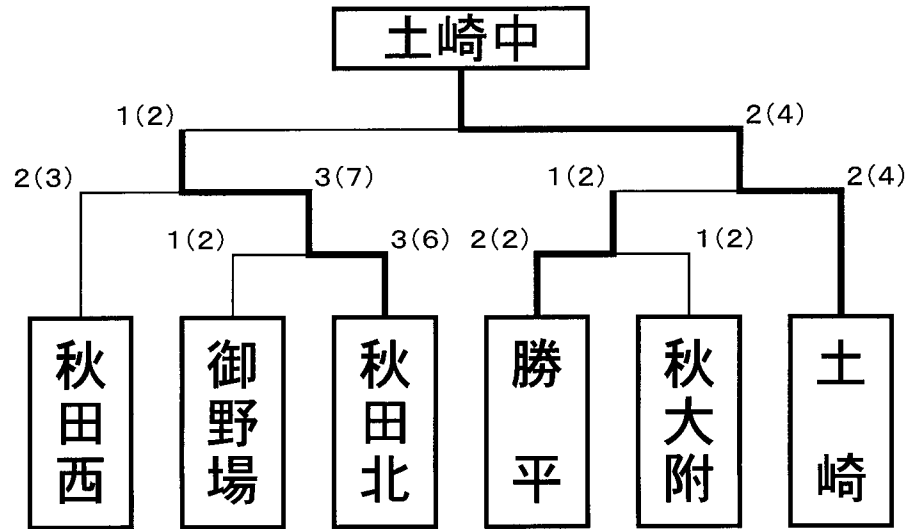 土崎中
1(2)
2(4)
2(3)
3(7)
1(2)
2(4)
1(2)
3(6)
2(2)
1(2)
秋田西
御野場
秋田北
勝平
秋大附
土崎